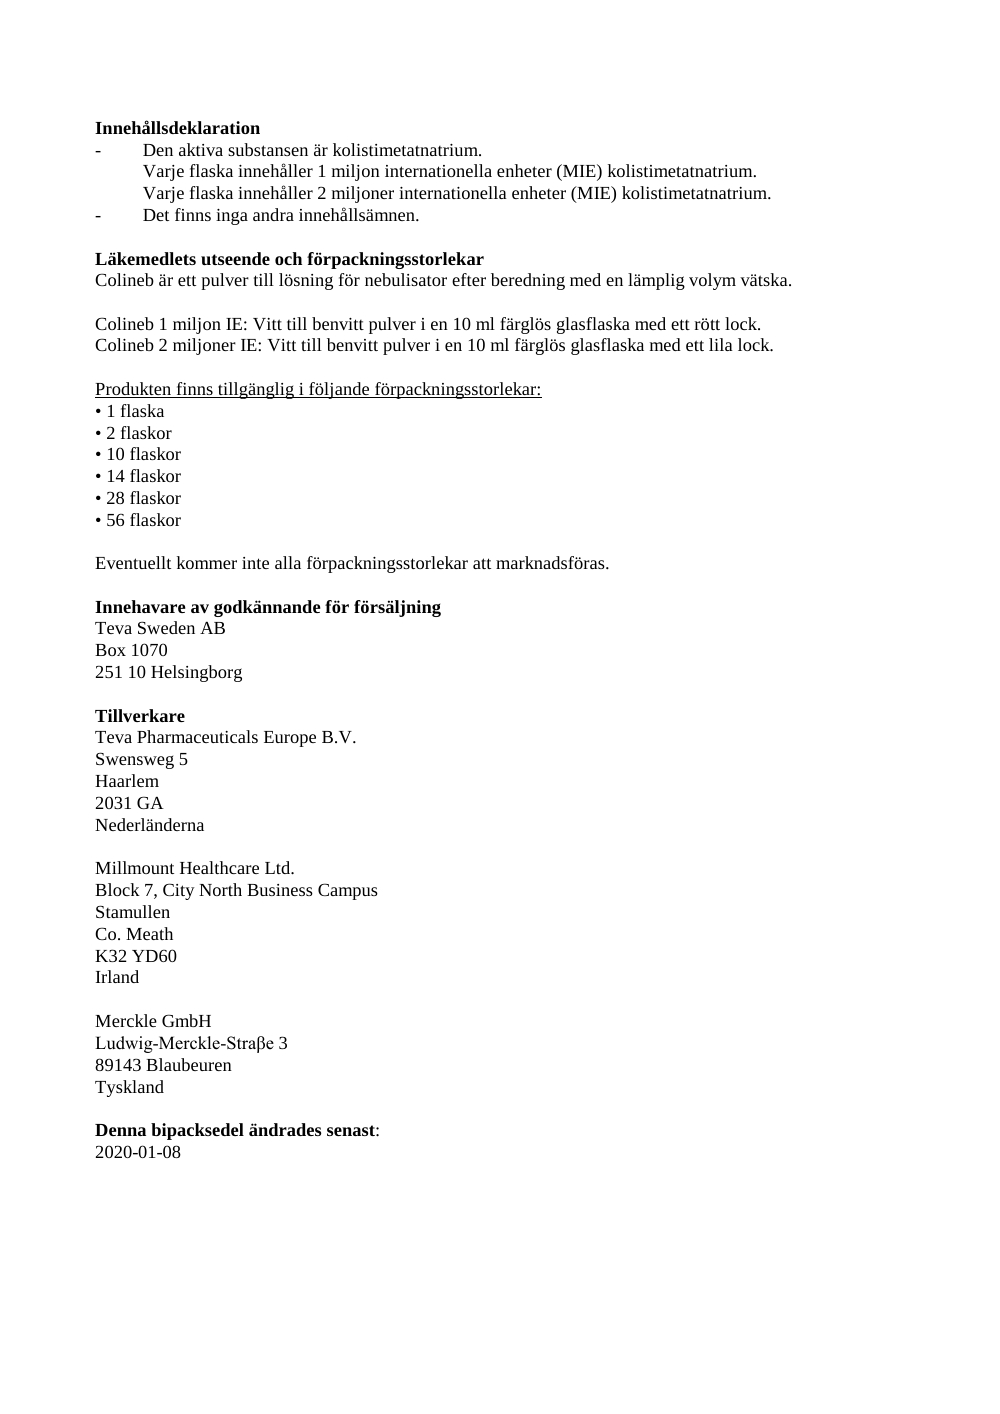 Innehållsdeklaration
- Den aktiva substansen är kolistimetatnatrium.
Varje flaska innehåller 1 miljon internationella enheter (MIE) kolistimetatnatrium.
Varje flaska innehåller 2 miljoner internationella enheter (MIE) kolistimetatnatrium.
- Det finns inga andra innehållsämnen.
Läkemedlets utseende och förpackningsstorlekar
Colineb är ett pulver till lösning för nebulisator efter beredning med en lämplig volym vätska.
Colineb 1 miljon IE: Vitt till benvitt pulver i en 10 ml färglös glasflaska med ett rött lock.
Colineb 2 miljoner IE: Vitt till benvitt pulver i en 10 ml färglös glasflaska med ett lila lock.
Produkten finns tillgänglig i följande förpackningsstorlekar:
• 1 flaska
• 2 flaskor
• 10 flaskor
• 14 flaskor
• 28 flaskor
• 56 flaskor
Eventuellt kommer inte alla förpackningsstorlekar att marknadsföras.
Innehavare av godkännande för försäljning
Teva Sweden AB
Box 1070
251 10 Helsingborg
Tillverkare
Teva Pharmaceuticals Europe B.V.
Swensweg 5
Haarlem
2031 GA
Nederländerna
Millmount Healthcare Ltd.
Block 7, City North Business Campus
Stamullen
Co. Meath
K32 YD60
Irland
Merckle GmbH
Ludwig-Merckle-Straβe 3
89143 Blaubeuren
Tyskland
Denna bipacksedel ändrades senast:
2020-01-08